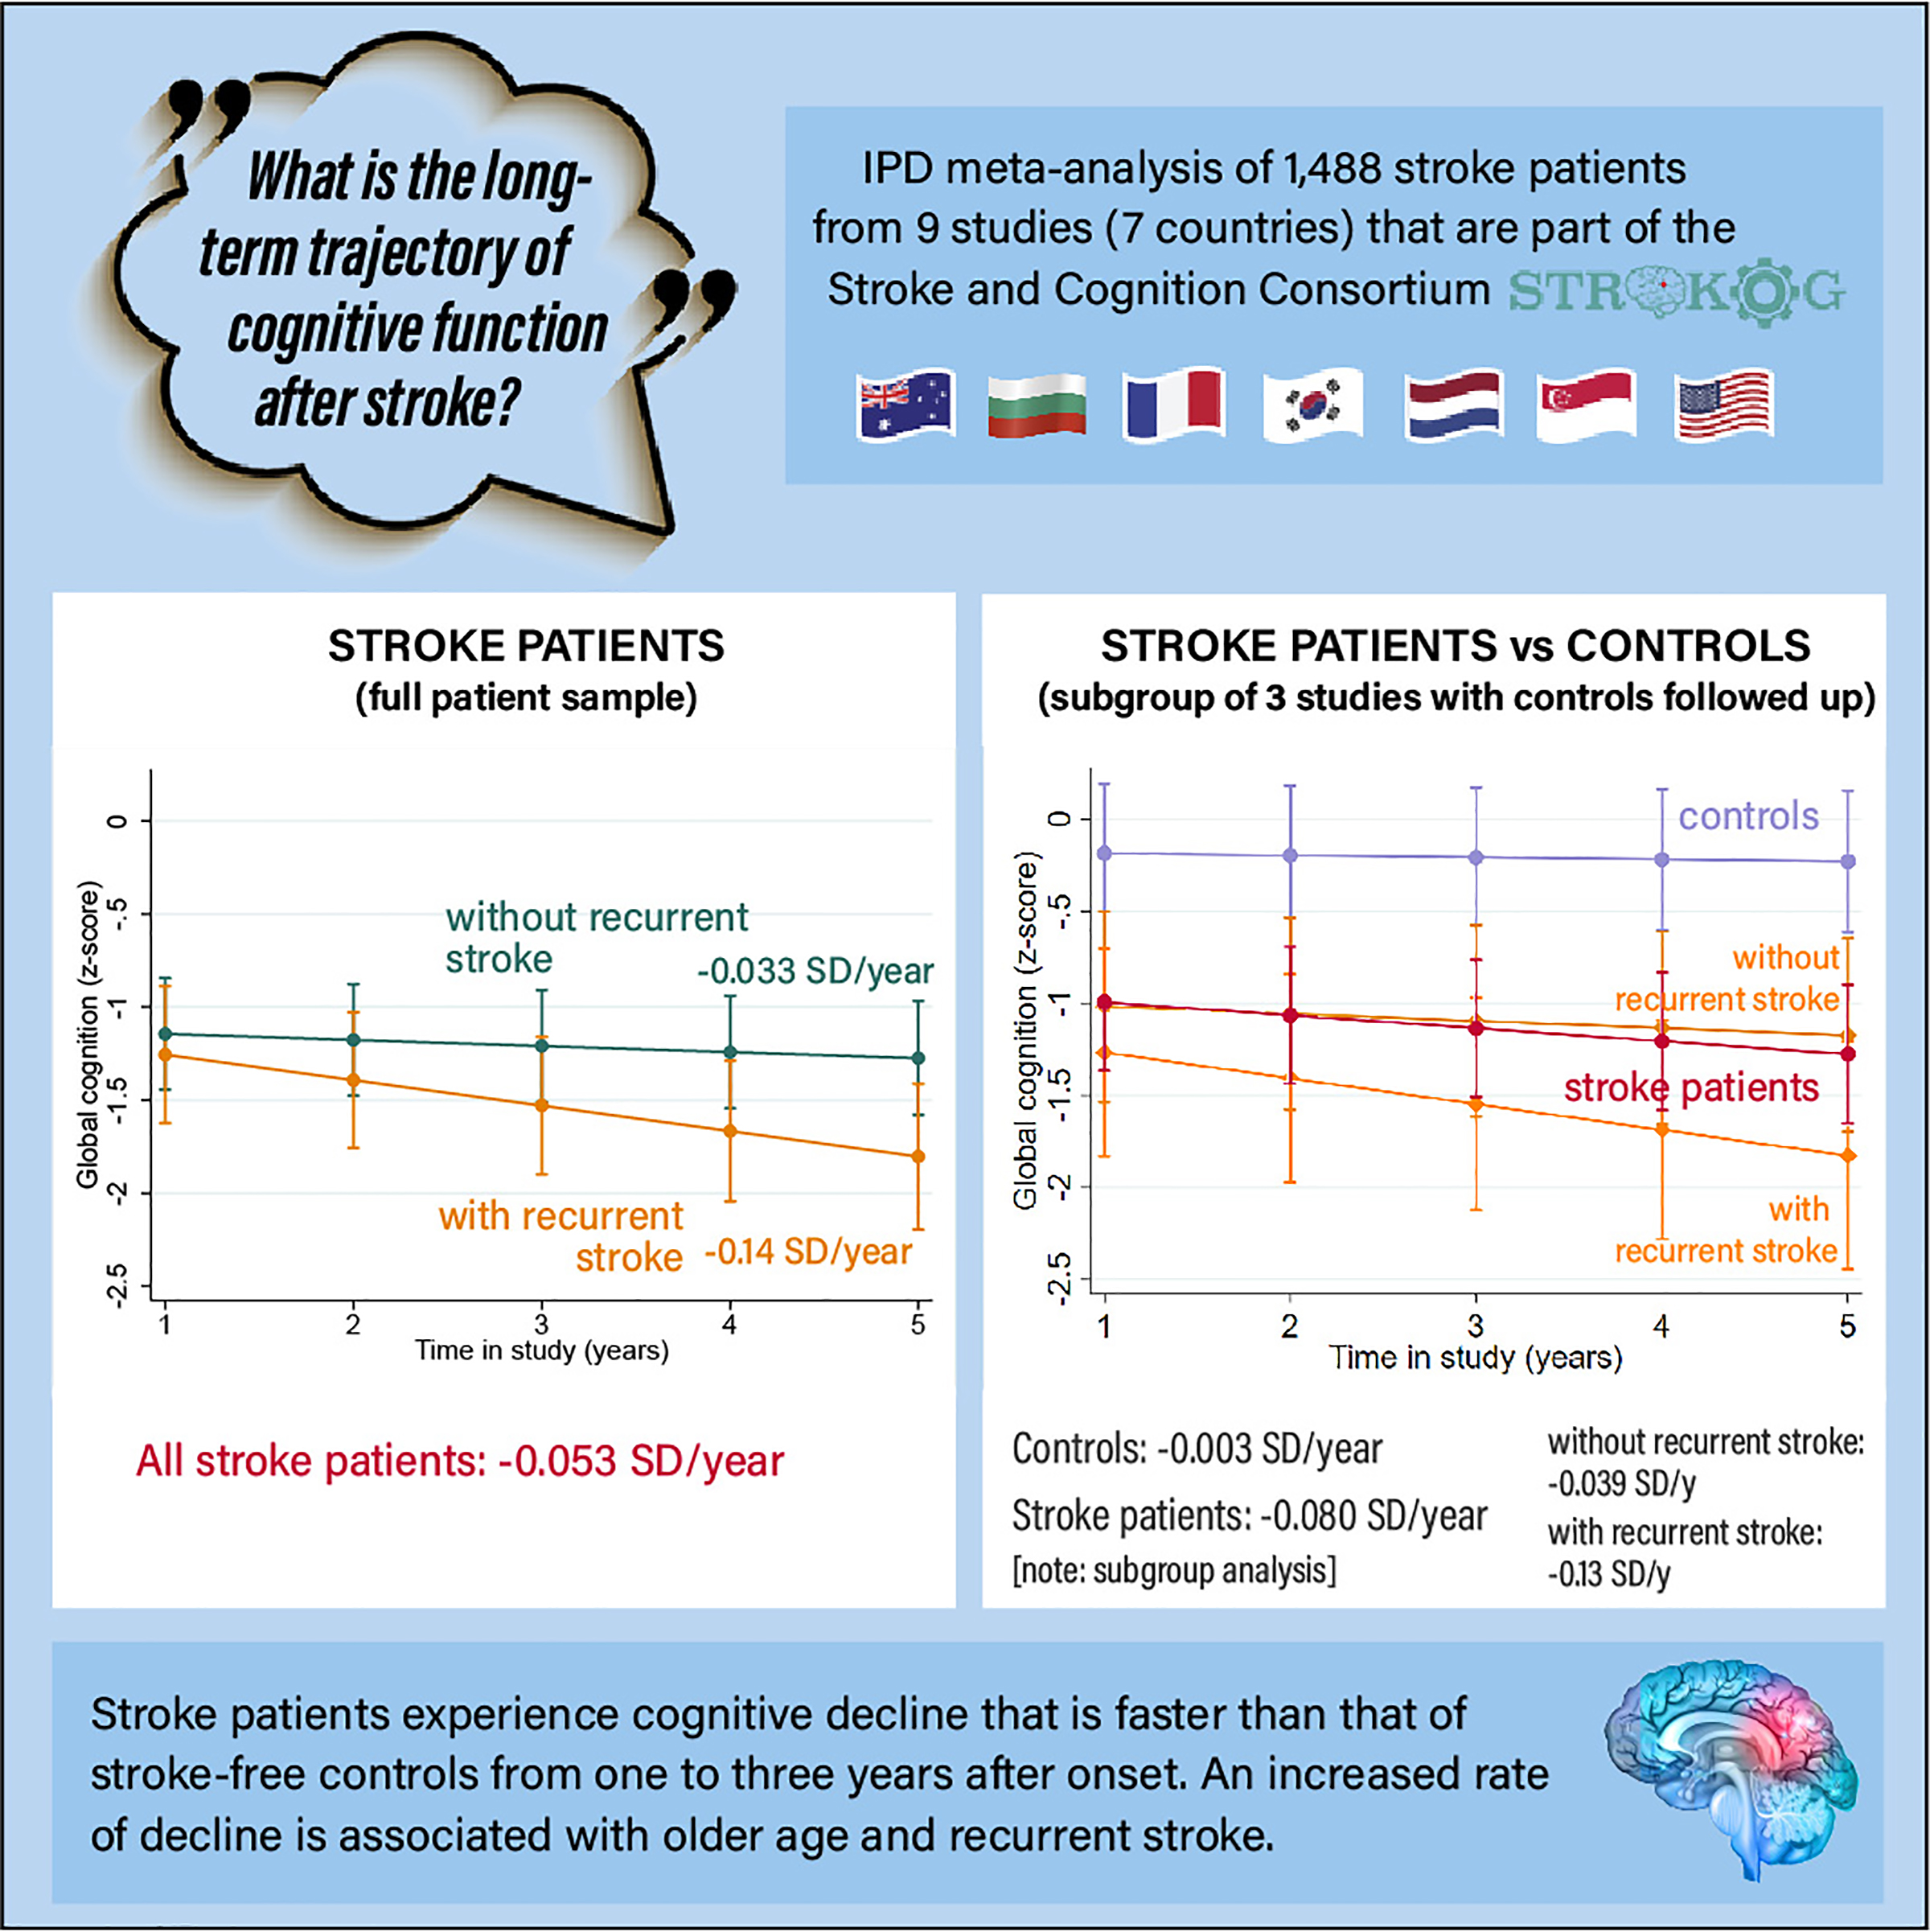 What is the long-
term trajectory of
cognitive function
after stroke?
IPD meta-analysis of 1,488 stroke patients
from 9 studies (7 countries) that are part of the
Stroke and Cognition Consortium STROKOG
STROKE PATIENTS
(full patient sample)
Global cognition (z-score)
0
-.5
-1
-1.5
-2
-2.5
without recurrent
stroke
-0.033 SD/year
with recurrent
stroke -0.14 SD/year
1 2 3 4 5
Time in study (years)
All stroke patients: -0.053 SD/year
STROKE PATIENTS vs CONTROLS
(subgroup of 3 studies with controls followed up)
Global cognition (z-score)
0
-.5
-1
-1.5
-2
-2.5
controls
without
recurrent stroke
stroke patients
with
recurrent stroke
1 2 3 4 5
Time in study (years)
Controls: -0.003 SD/year
Stroke patients: -0.080 SD/year
[note: subgroup analysis]
without recurrent stroke:
-0.039 SD/y
with recurrent stroke:
-0.13 SD/y
Stroke patients experience cognitive decline that is faster than that of
stroke-free controls from one to three years after onset. An increased rate
of decline is associated with older age and recurrent stroke.